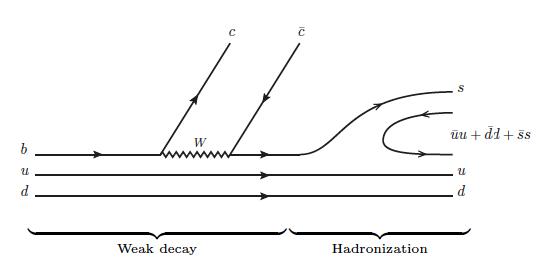 c c̄
s
W
ūu + d̄d + s̄s
b
u u
d d
Weak decay Hadronization